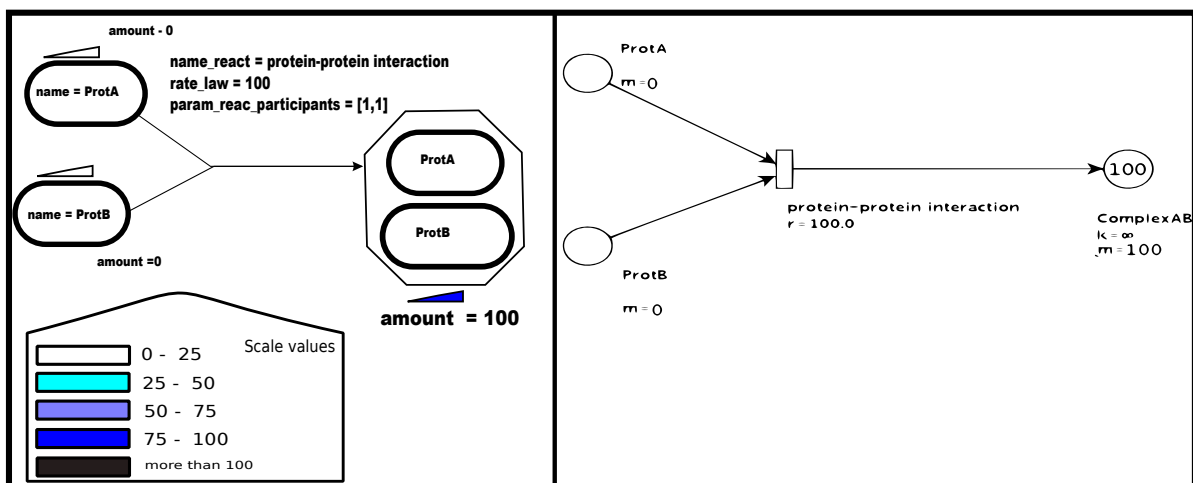 amount - 0
name = ProtA
name_react = protein-protein interaction
rate_law = 100
param_reac_participants = [1,1]
name = ProtB
amount =0
ProtA
ProtB
amount = 100
Scale values
0 - 25
25 - 50
50 - 75
75 - 100
more than 100
ProtA
m = 0
ProtB
m = 0
protein-protein interaction
r = 100.0
100
ComplexAB
k = ∞
m = 100